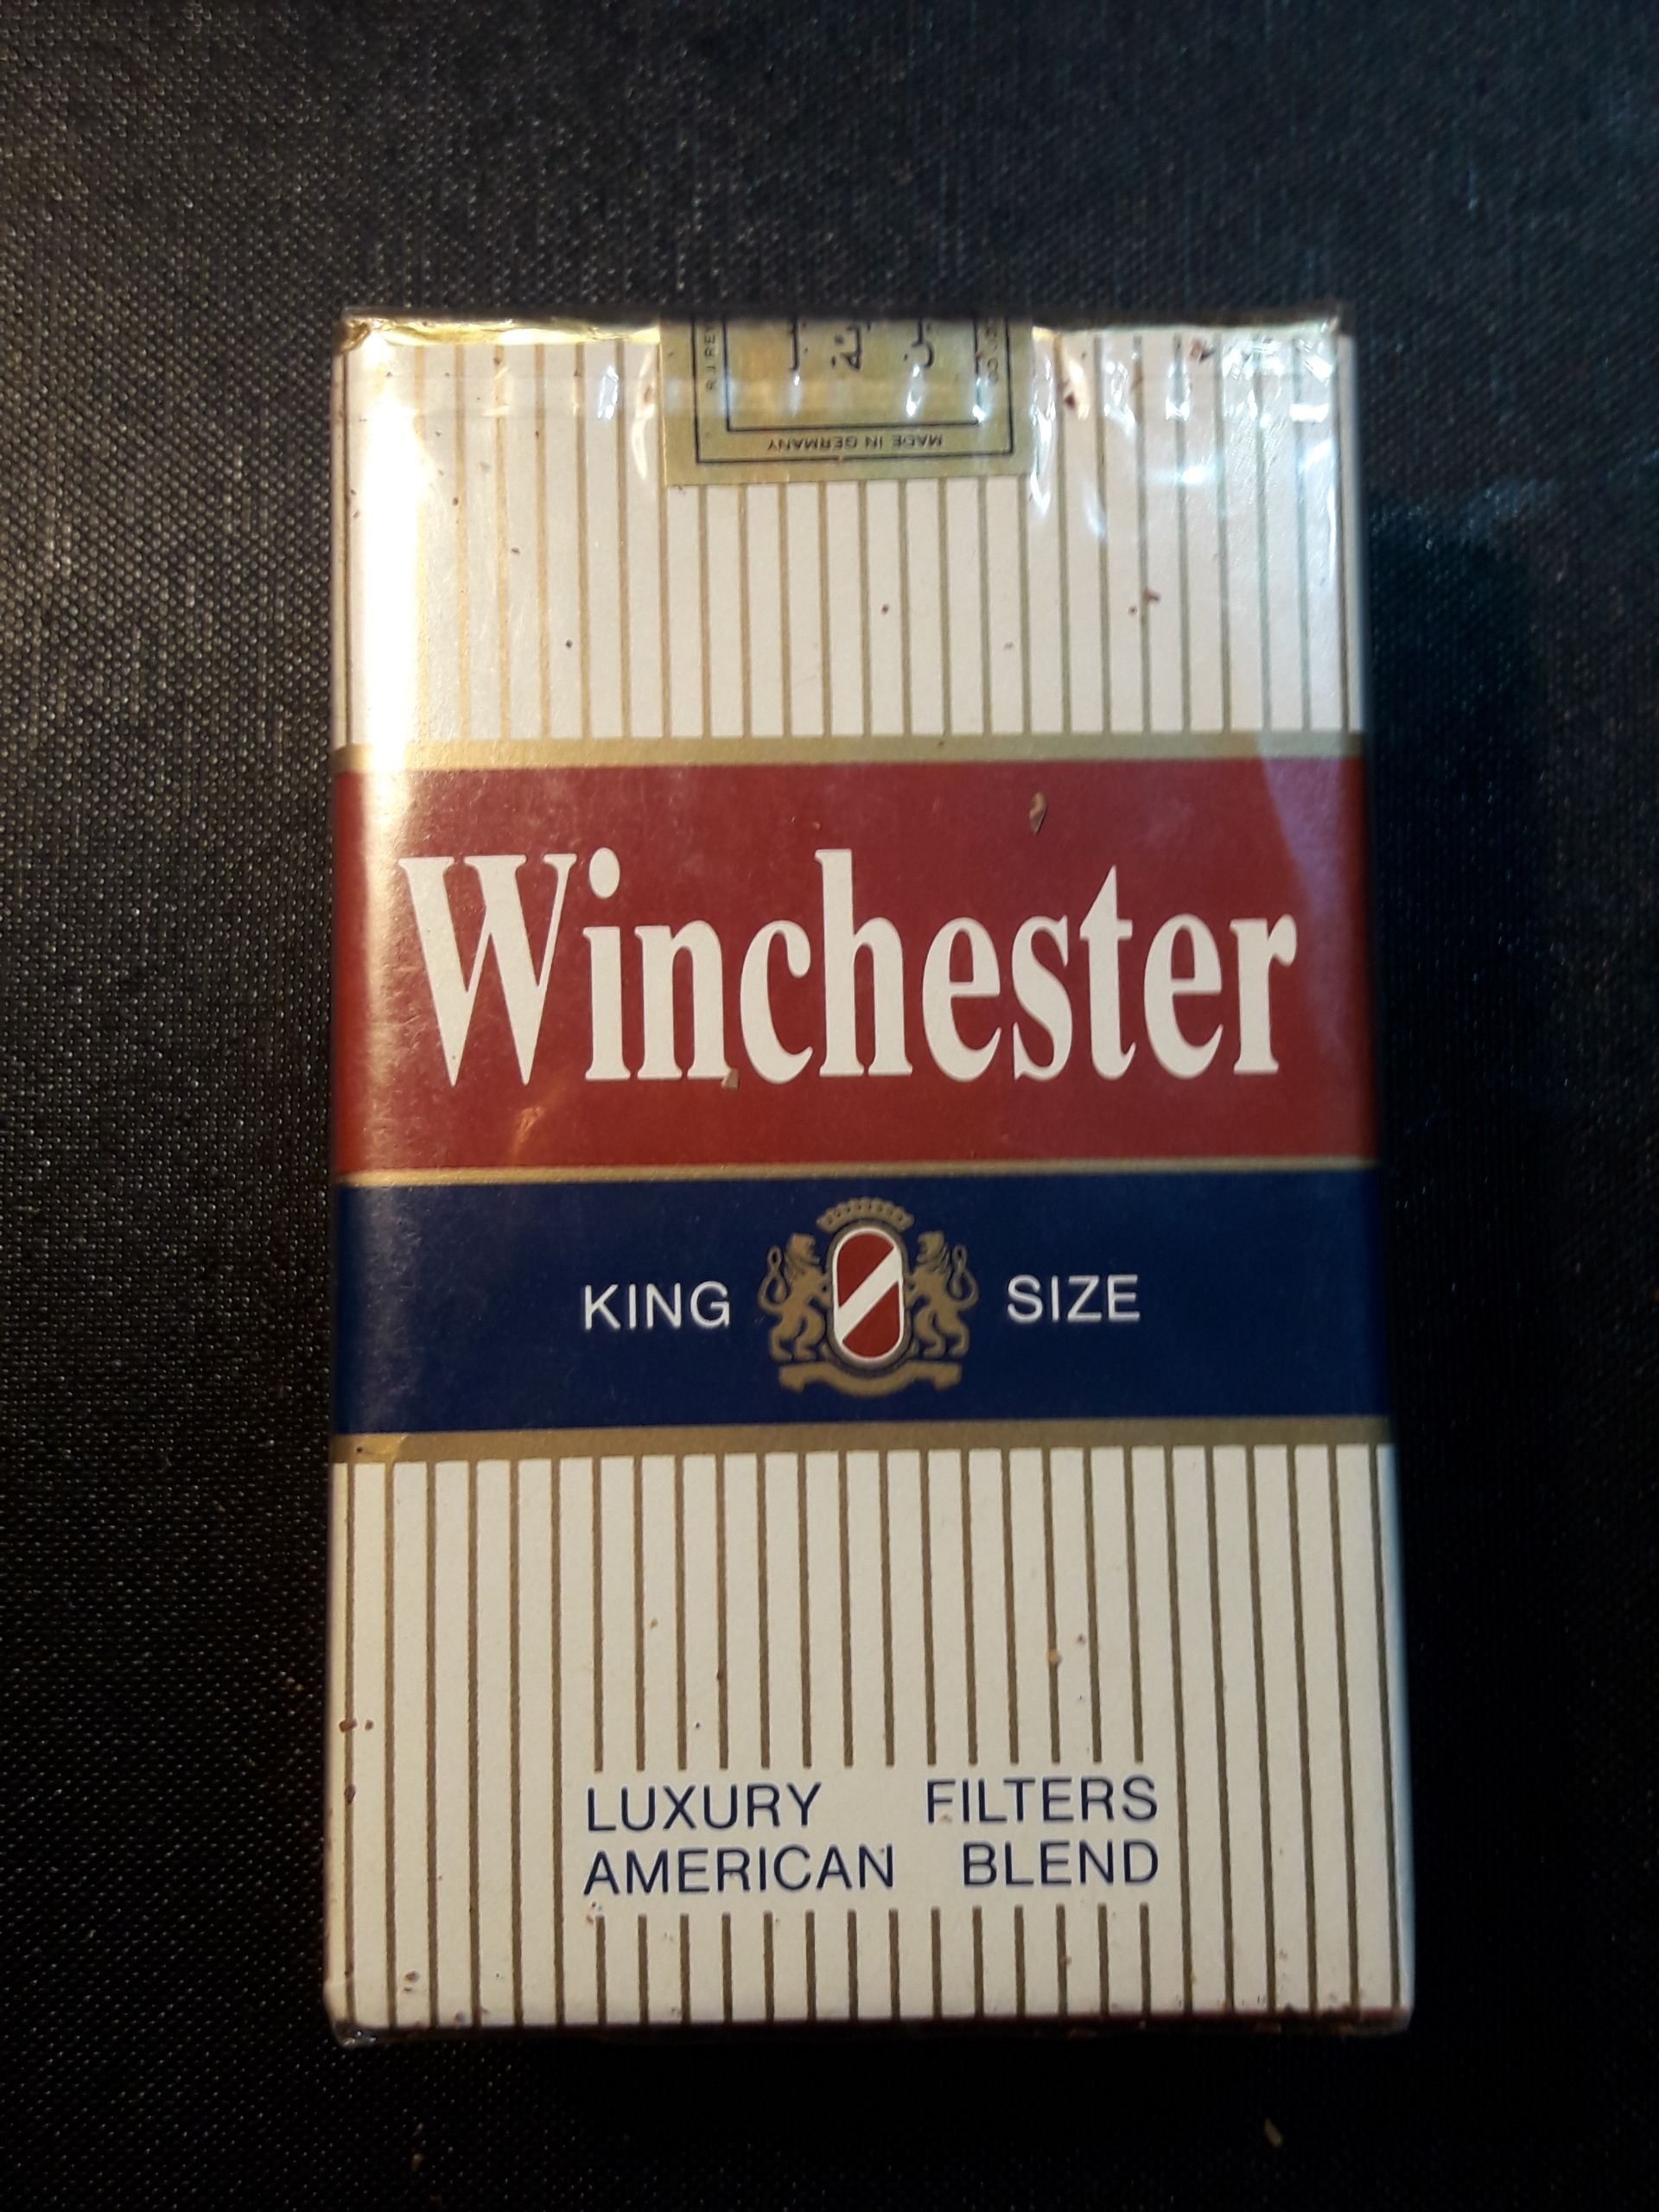 MADE IN GERMANY
Winchester
KING SIZE
LUXURY FILTERS
AMERICAN BLEND